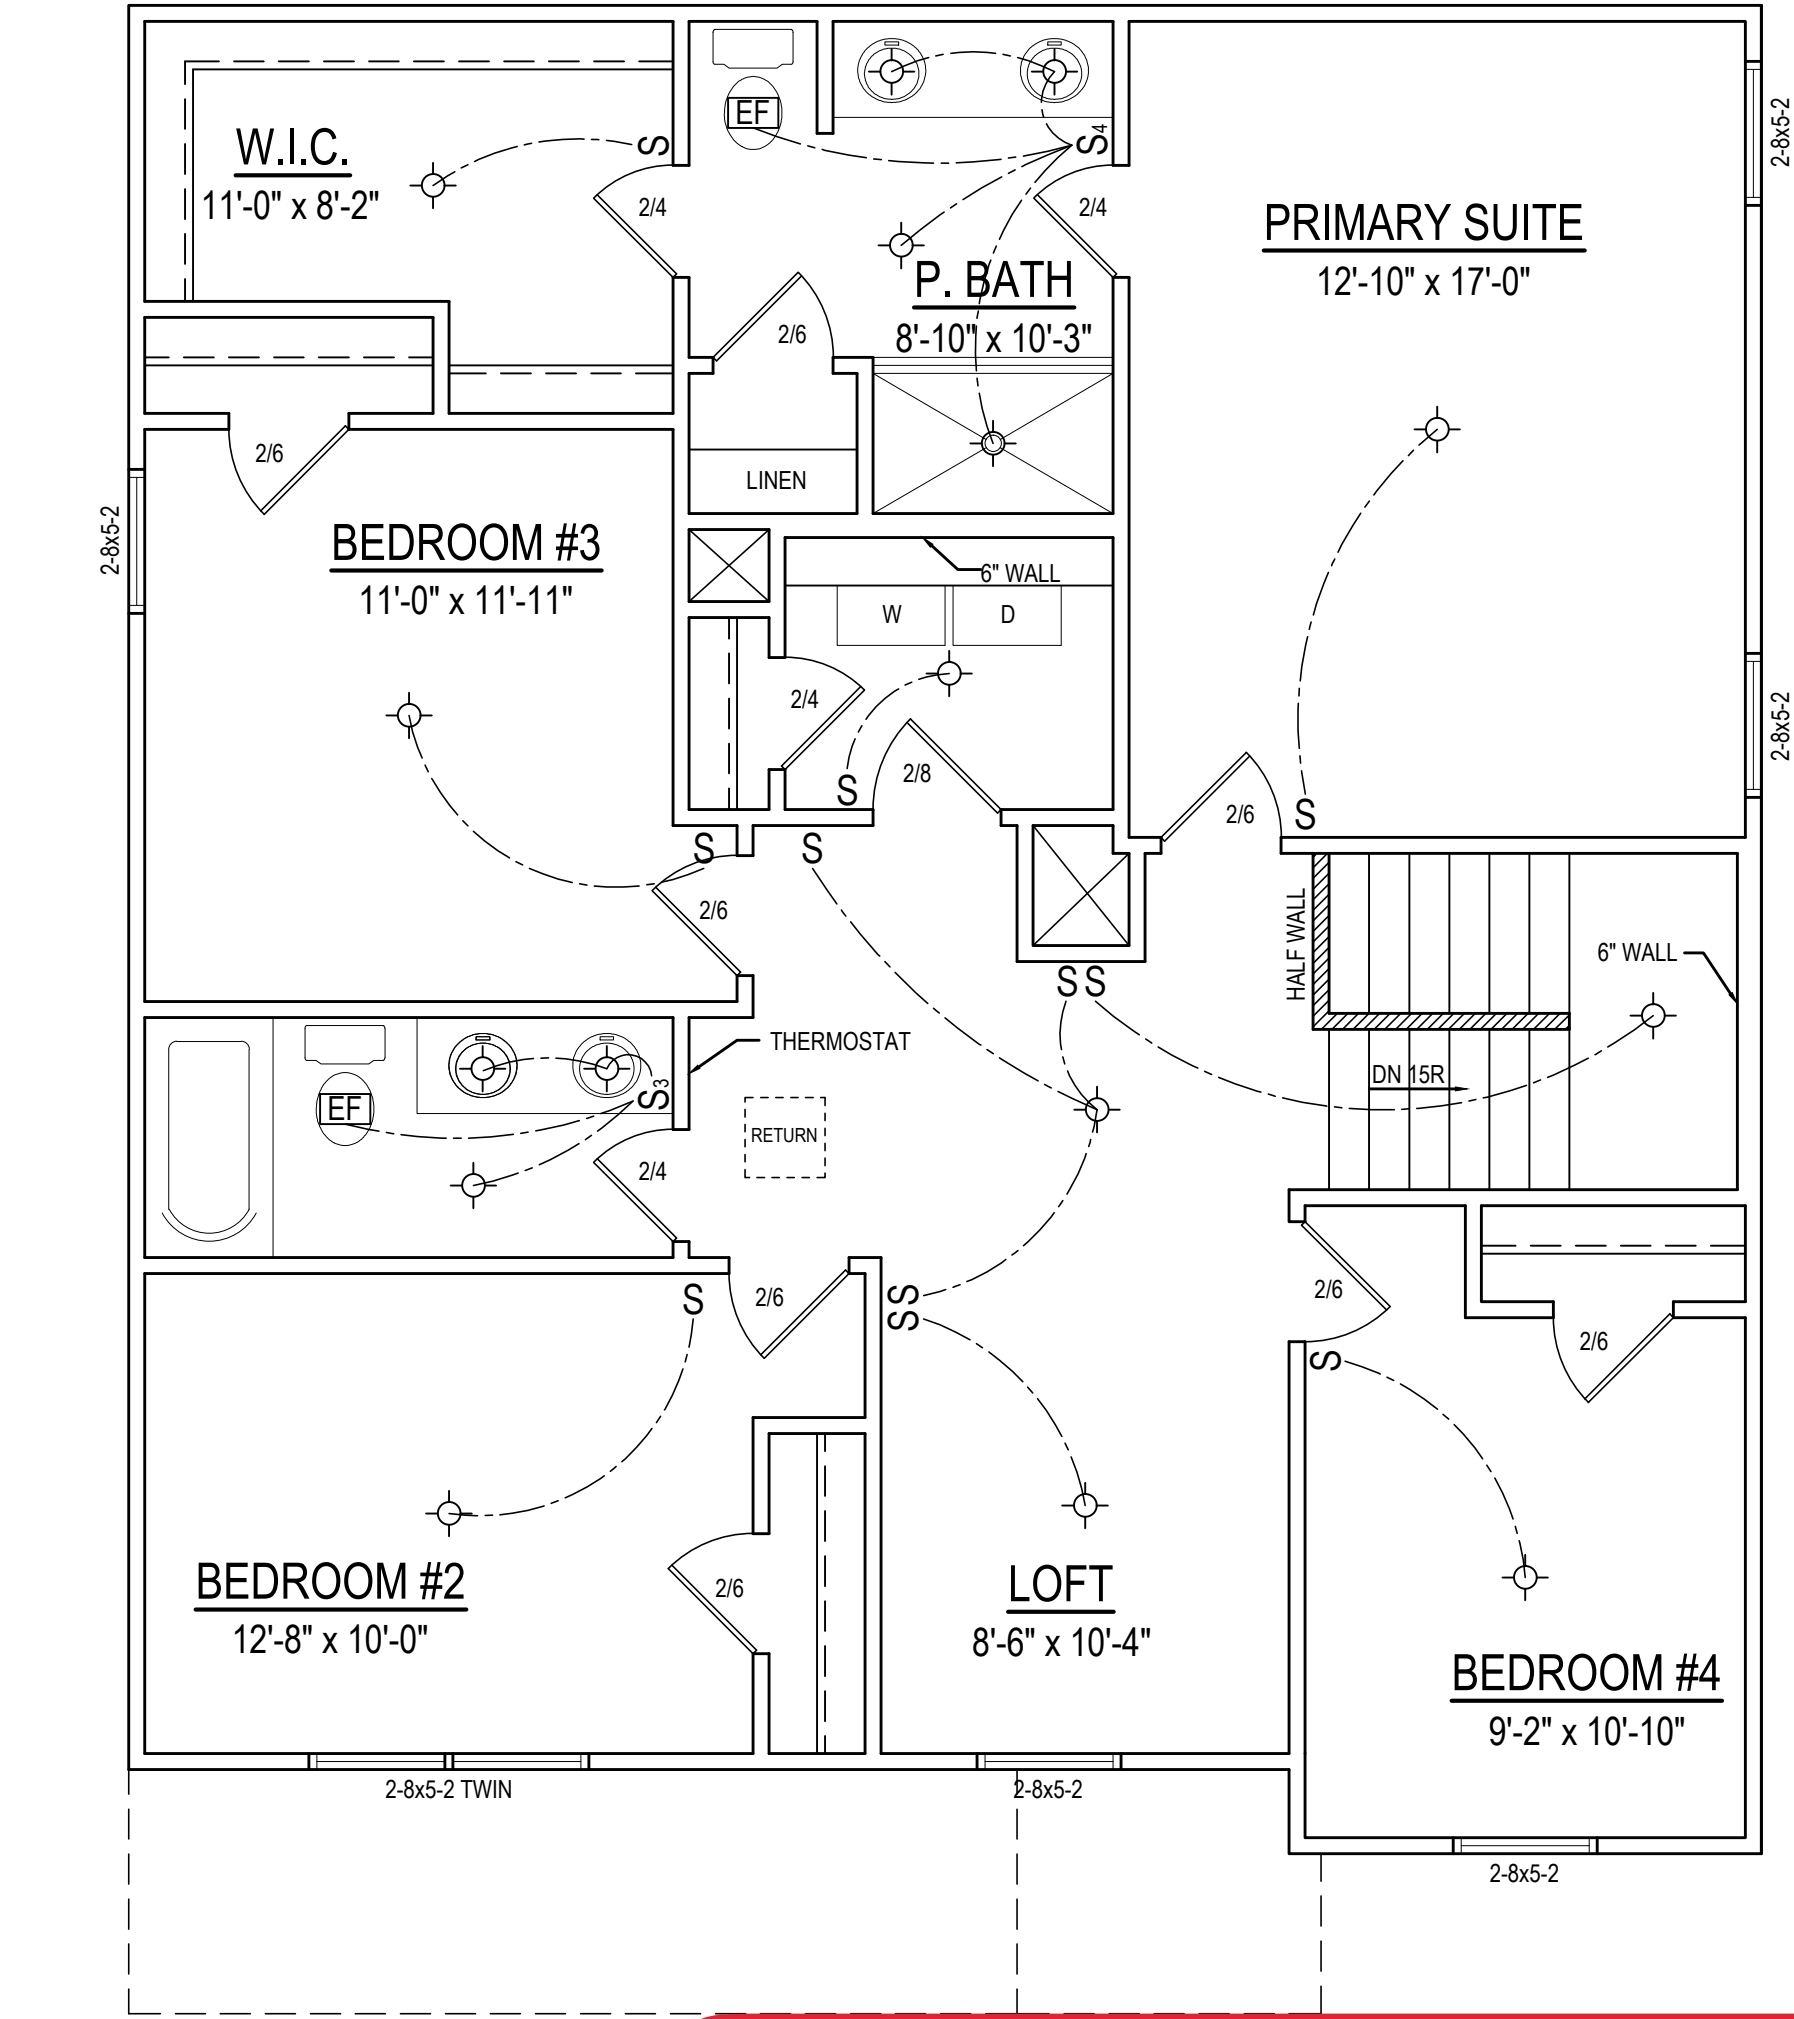 EF
S4
2-8x5-2
W.I.C.
11'-0" x 8'-2"
S
2/4
2/4
PRIMARY SUITE
12'-10" x 17'-0"
P. BATH
8'-10" x 10'-3"
2/6
2/6
LINEN
2-8x5-2
BEDROOM #3
11'-0" x 11'-11"
6" WALL
W
D
2/4
2-8x5-2
2/8
S
2/6
S
S
S
2/6
HALF WALL
6" WALL
S S
THERMOSTAT
EF
S3
DN 15R
RETURN
2/4
S
2/6
S
S
2/6
S
2/6
BEDROOM #2
12'-8" x 10'-0"
2/6
LOFT
8'-6" x 10'-4"
BEDROOM #4
9'-2" x 10'-10"
2-8x5-2 TWIN
2-8x5-2
2-8x5-2